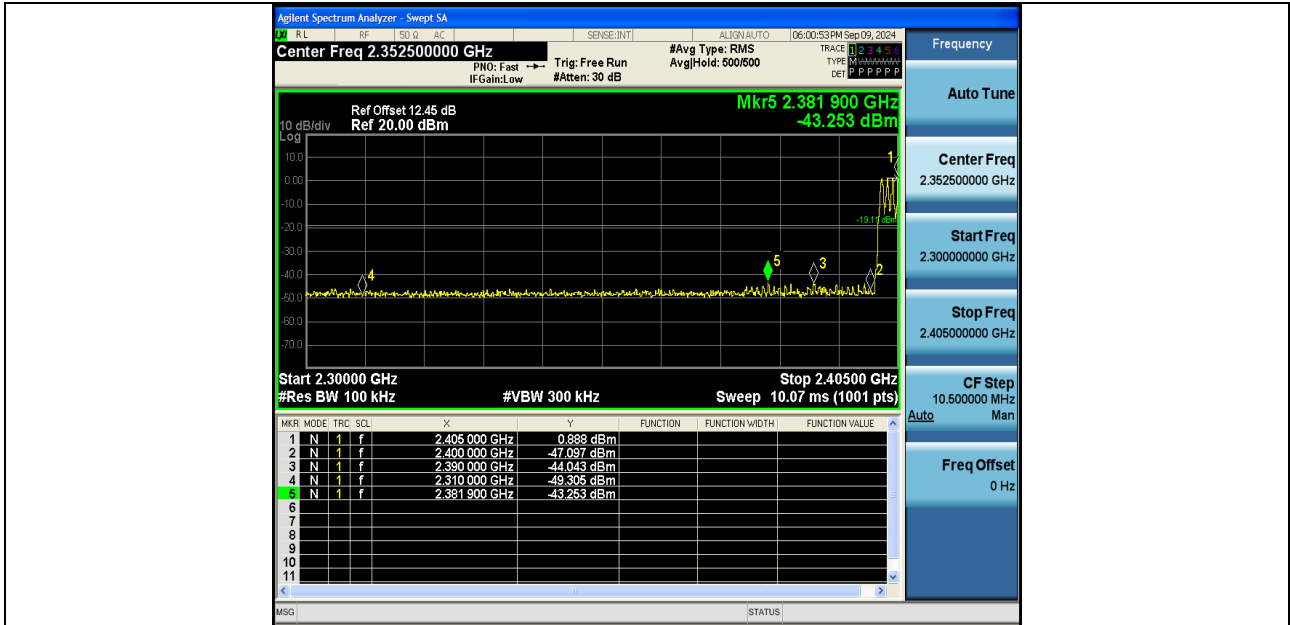 Agilent Spectrum Analyzer - Swept SA
LXI RL RF 50 Ω AC SENSE:INT ALIGNAUTO 06:00:53PM Sep 09, 2024
Center Freq 2.352500000 GHz
PNO: Fast
IFGain:Low
Trig: Free Run
#Atten: 30 dB
#Avg Type: RMS
Avg|Hold: 500/500
TRACE 1 2 3 4 5 6
TYPE M
DET P P P P P P
Mkr5 2.381 900 GHz
-43.253 dBm
Ref Offset 12.45 dB
10 dB/div Ref 20.00 dBm
Log
10.0
0.00
-10.0
-20.0
-30.0
-40.0
-50.0
-60.0
-70.0
1
-19.11 dBm
5
3
2
4
Start 2.30000 GHz Stop 2.40500 GHz
#Res BW 100 kHz #VBW 300 kHz Sweep 10.07 ms (1001 pts)
MKR MODE TRC SCL X Y FUNCTION FUNCTION WIDTH FUNCTION VALUE
1 N 1 f 2.405 000 GHz 0.888 dBm
2 N 1 f 2.400 000 GHz -47.097 dBm
3 N 1 f 2.390 000 GHz -44.043 dBm
4 N 1 f 2.310 000 GHz -49.305 dBm
5 N 1 f 2.381 900 GHz -43.253 dBm
6
7
8
9
10
11
MSG STATUS
Frequency
Auto Tune
Center Freq
2.352500000 GHz
Start Freq
2.300000000 GHz
Stop Freq
2.405000000 GHz
CF Step
10.500000 MHz
Auto Man
Freq Offset
0 Hz